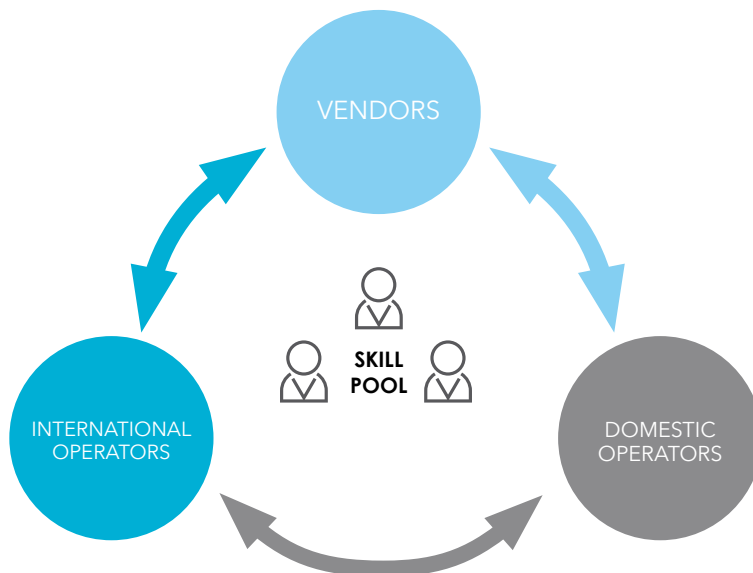 VENDORS
SKILL
POOL
INTERNATIONAL
OPERATORS
DOMESTIC
OPERATORS